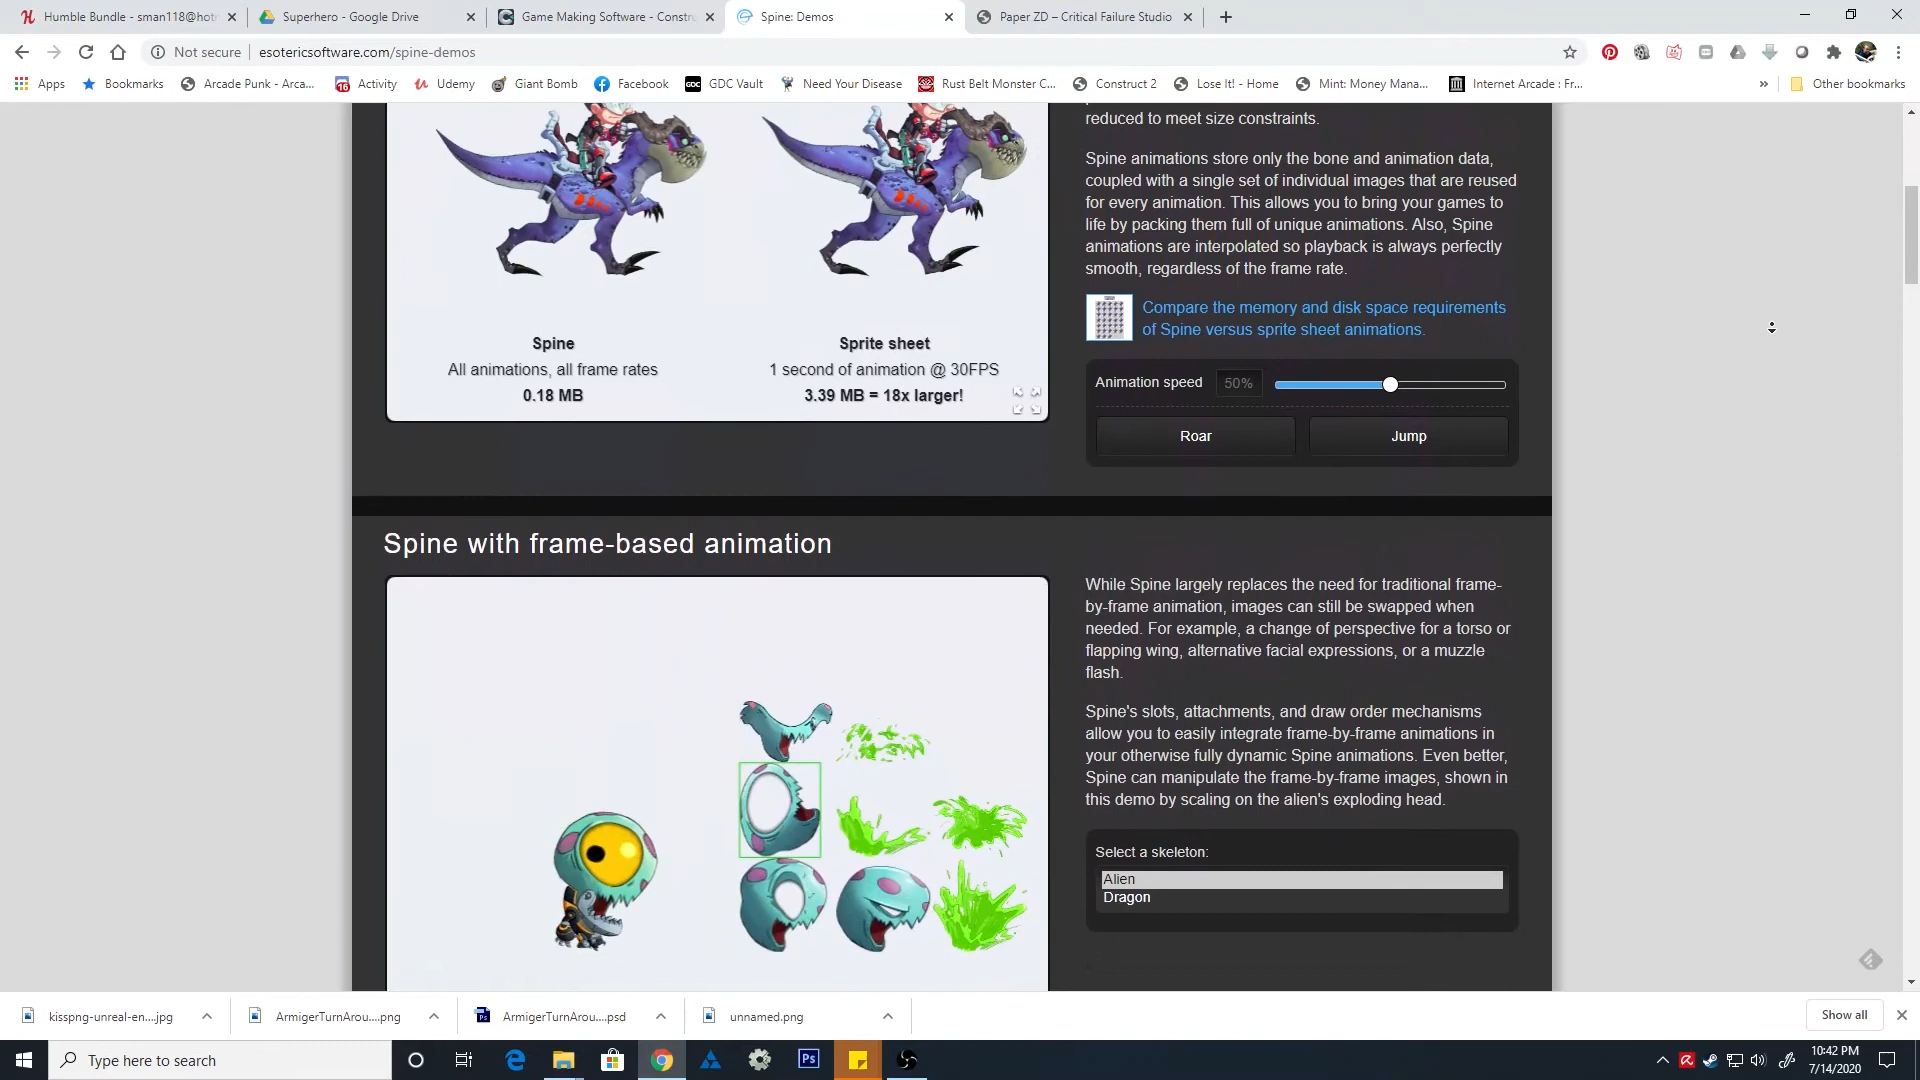 Humble Bundle - sman118@hotm
Superhero - Google Drive
Game Making Software - Constru
Spine: Demos
Paper ZD – Critical Failure Studio
Not secure
esotericsoftware.com/spine-demos
Apps
Bookmarks
Arcade Punk - Arca...
Activity
Udemy
Giant Bomb
Facebook
GDC Vault
Need Your Disease
Rust Belt Monster C...
Construct 2
Lose It! - Home
Mint: Money Mana...
Internet Arcade : Fr...
»
Other bookmarks
reduced to meet size constraints.
Spine animations store only the bone and animation data,
coupled with a single set of individual images that are reused
for every animation. This allows you to bring your games to
life by packing them full of unique animations. Also, Spine
animations are interpolated so playback is always perfectly
smooth, regardless of the frame rate.
Compare the memory and disk space requirements
of Spine versus sprite sheet animations.
Spine
All animations, all frame rates
0.18 MB
Sprite sheet
1 second of animation @ 30FPS
3.39 MB = 18x larger!
Animation speed
50%
Roar
Jump
Spine with frame-based animation
While Spine largely replaces the need for traditional frame-
by-frame animation, images can still be swapped when
needed. For example, a change of perspective for a torso or
flapping wing, alternative facial expressions, or a muzzle
flash.
Spine's slots, attachments, and draw order mechanisms
allow you to easily integrate frame-by-frame animations in
your otherwise fully dynamic Spine animations. Even better,
Spine can manipulate the frame-by-frame images, shown in
this demo by scaling on the alien's exploding head.
Select a skeleton:
Alien
Dragon
kisspng-unreal-en....jpg
ArmigerTurnArou....png
ArmigerTurnArou....psd
unnamed.png
Show all
Type here to search
Ps
10:42 PM
7/14/2020